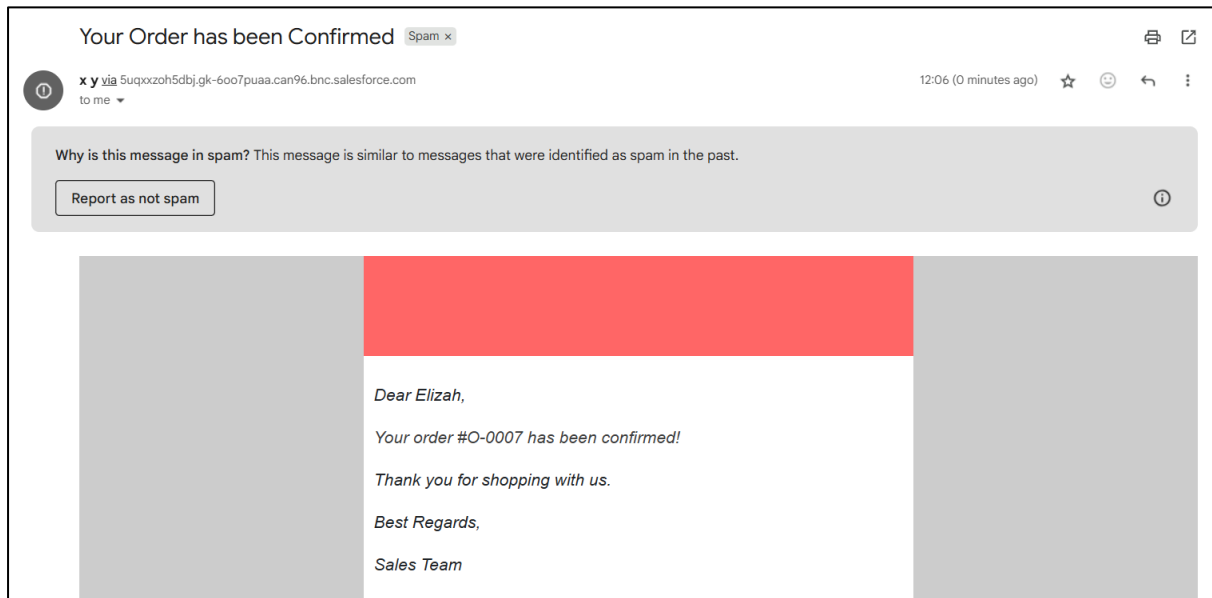 Your Order has been Confirmed Spam ×
x y via 5uqxxzoh5dbj.gk-6oo7puaa.can96.bnc.salesforce.com 12:06 (0 minutes ago)
to me
Why is this message in spam? This message is similar to messages that were identified as spam in the past.
Report as not spam
Dear Elizah,
Your order #O-0007 has been confirmed!
Thank you for shopping with us.
Best Regards,
Sales Team